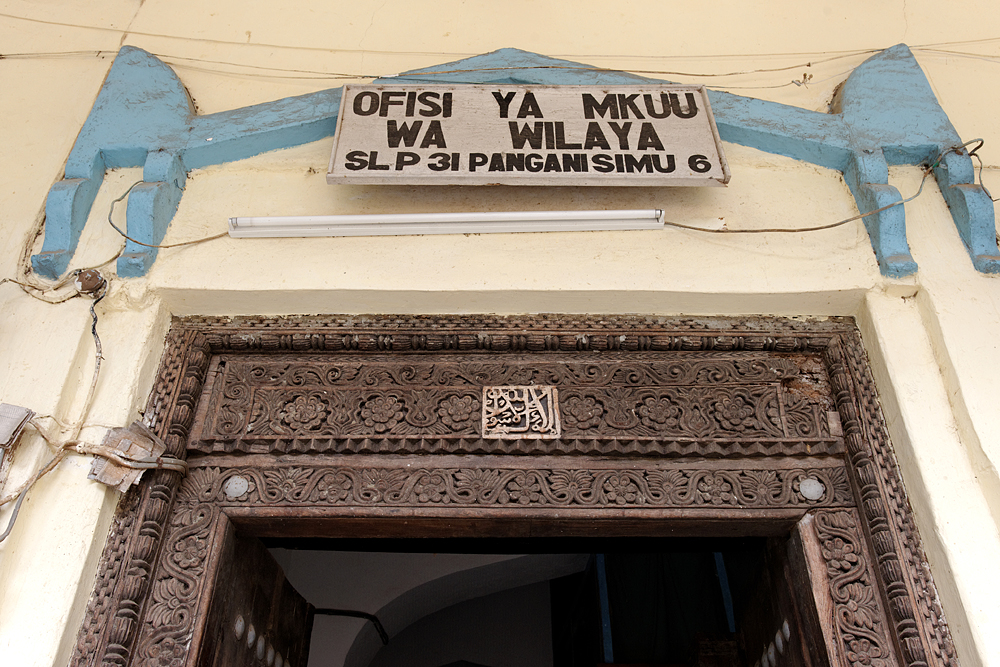 OFISI YA MKUU
WA WILAYA
SLP 31 PANGANI SIMU 6